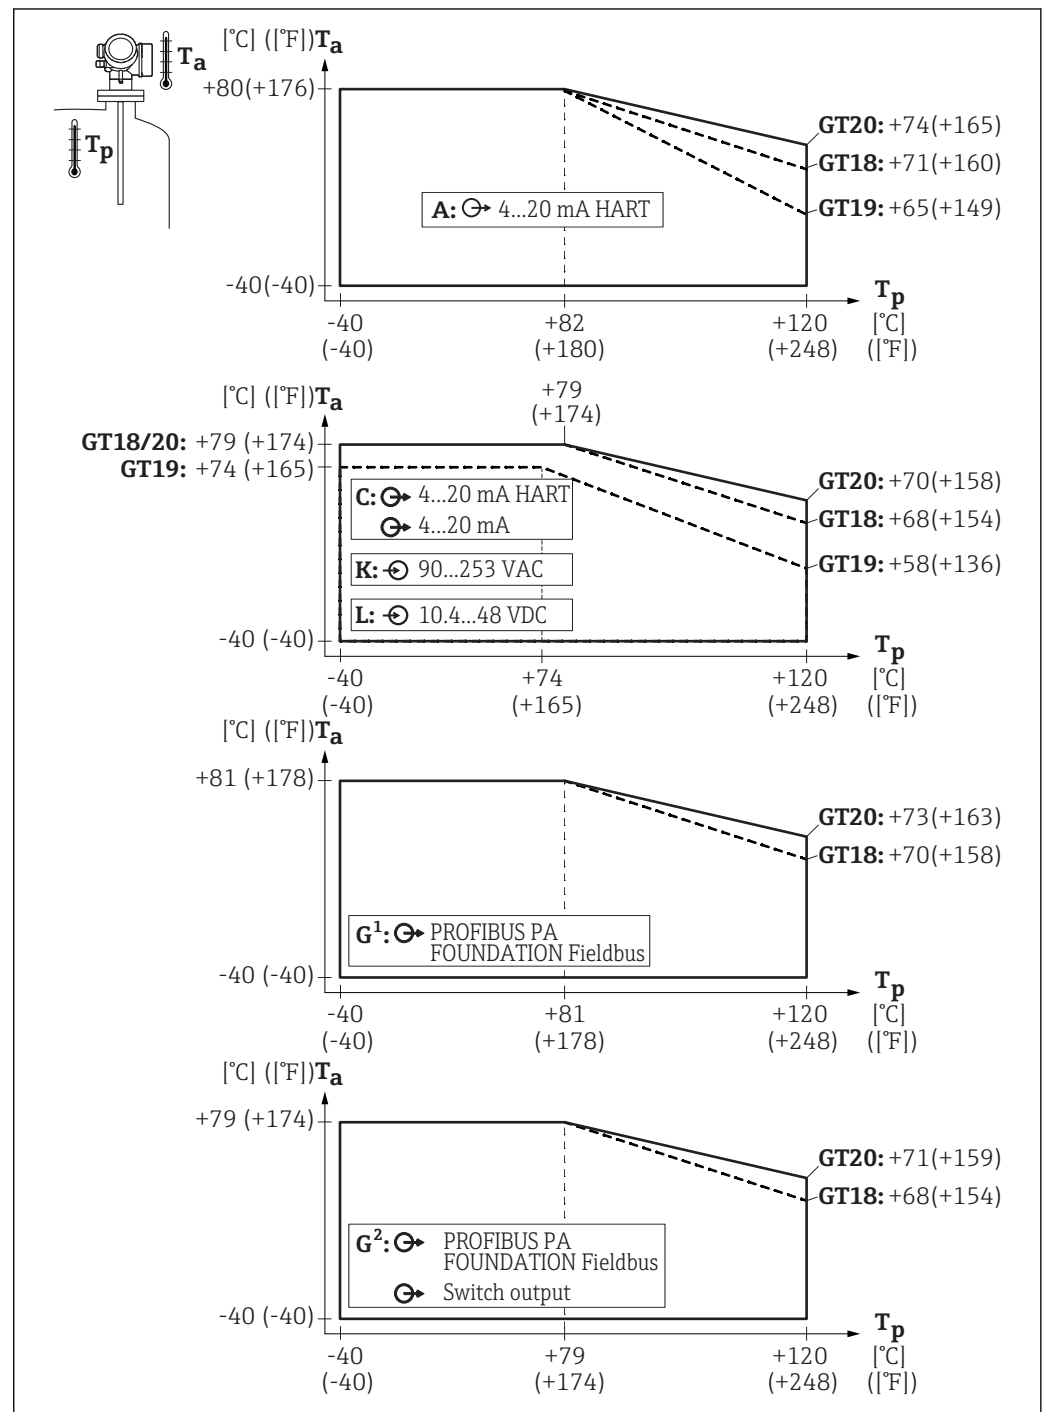 [°C] ([°F])Ta
Ta
Tp
+80(+176)
GT20: +74(+165)
GT18: +71(+160)
GT19: +65(+149)
A: 4...20 mA HART
-40(-40)
Tp
-40 +82 +120 [°C]
(-40) (+180) (+248) ([°F])
[°C] ([°F])Ta
+79
(+174)
GT18/20: +79 (+174)
GT19: +74 (+165)
GT20: +70(+158)
GT18: +68(+154)
GT19: +58(+136)
C: 4...20 mA HART
4...20 mA
K: 90...253 VAC
L: 10.4...48 VDC
-40 (-40)
Tp
-40 +74 +120 [°C]
(-40) (+165) (+248) ([°F])
[°C] ([°F])Ta
+81 (+178)
GT20: +73(+163)
GT18: +70(+158)
G1: PROFIBUS PA
FOUNDATION Fieldbus
-40 (-40)
Tp
-40 +81 +120 [°C]
(-40) (+178) (+248) ([°F])
[°C] ([°F])Ta
+79 (+174)
GT20: +71(+159)
GT18: +68(+154)
G2: PROFIBUS PA
FOUNDATION Fieldbus
Switch output
-40 (-40)
Tp
-40 +79 +120 [°C]
(-40) (+174) (+248) ([°F])